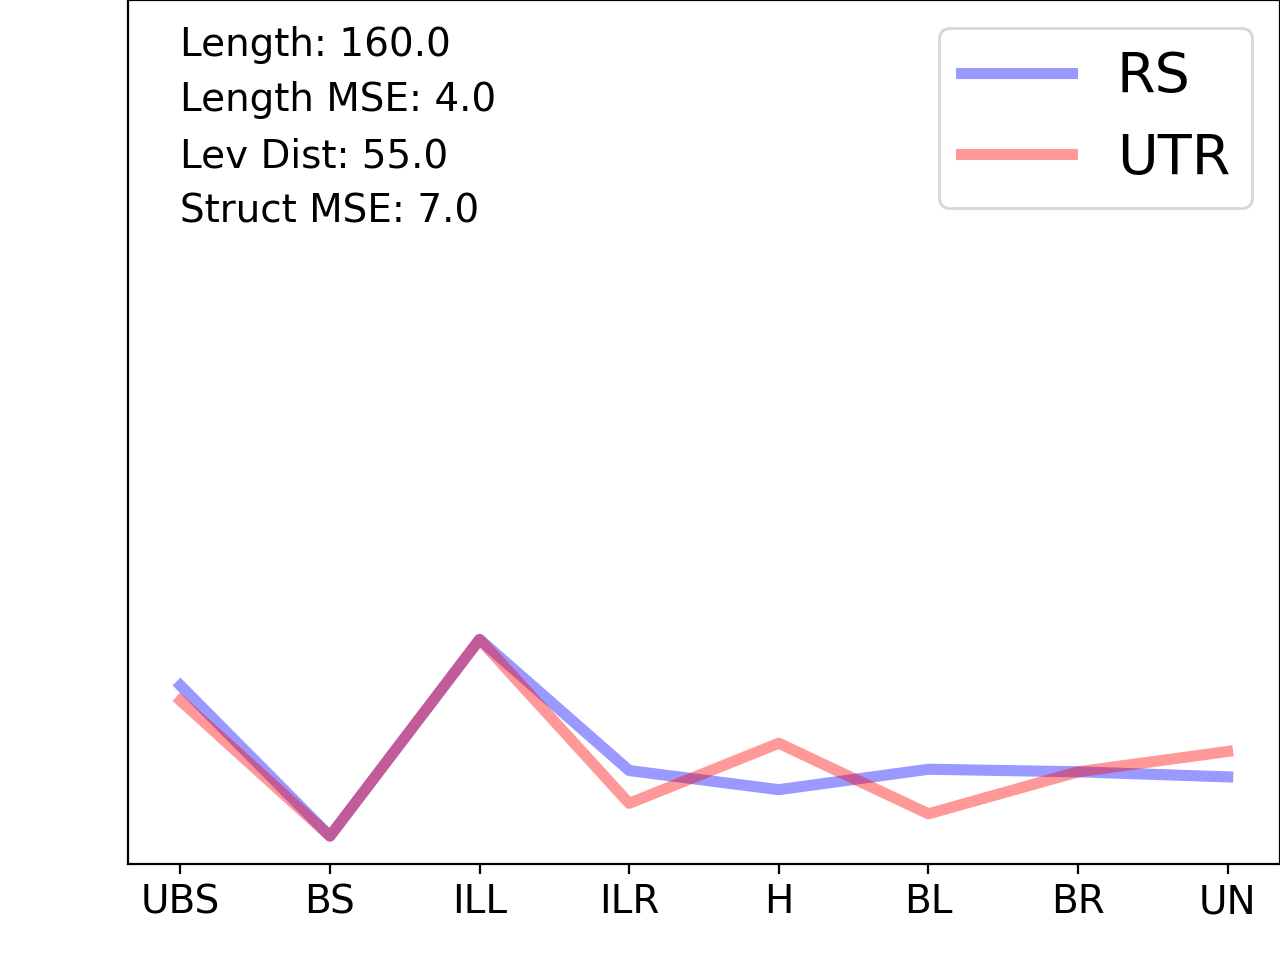 Length: 160.0
Length MSE: 4.0
Lev Dist: 55.0
Struct MSE: 7.0
RS
UTR
UBS BS ILL ILR H BL BR UN